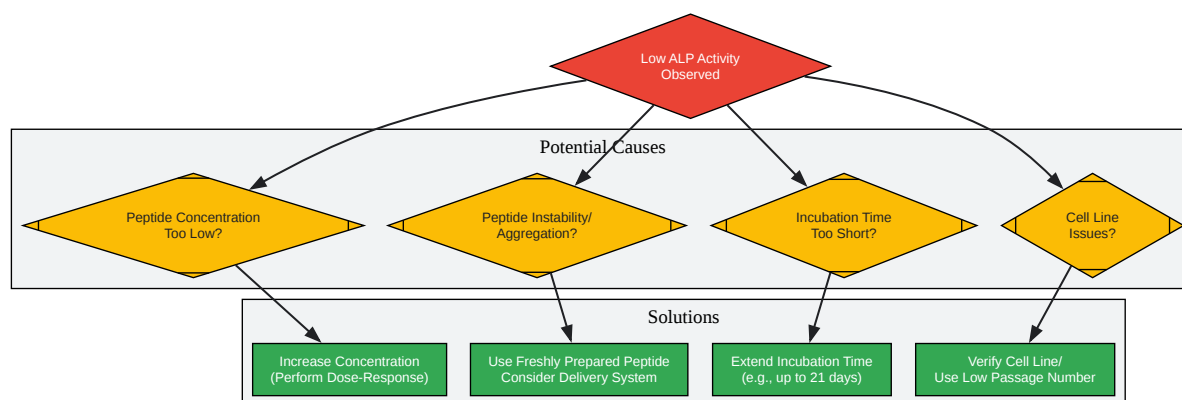 Low ALP Activity
Observed
Potential Causes
Peptide Concentration
Too Low?
Peptide Instability/
Aggregation?
Incubation Time
Too Short?
Cell Line
Issues?
Solutions
Increase Concentration
(Perform Dose-Response)
Use Freshly Prepared Peptide
Consider Delivery System
Extend Incubation Time
(e.g., up to 21 days)
Verify Cell Line/
Use Low Passage Number